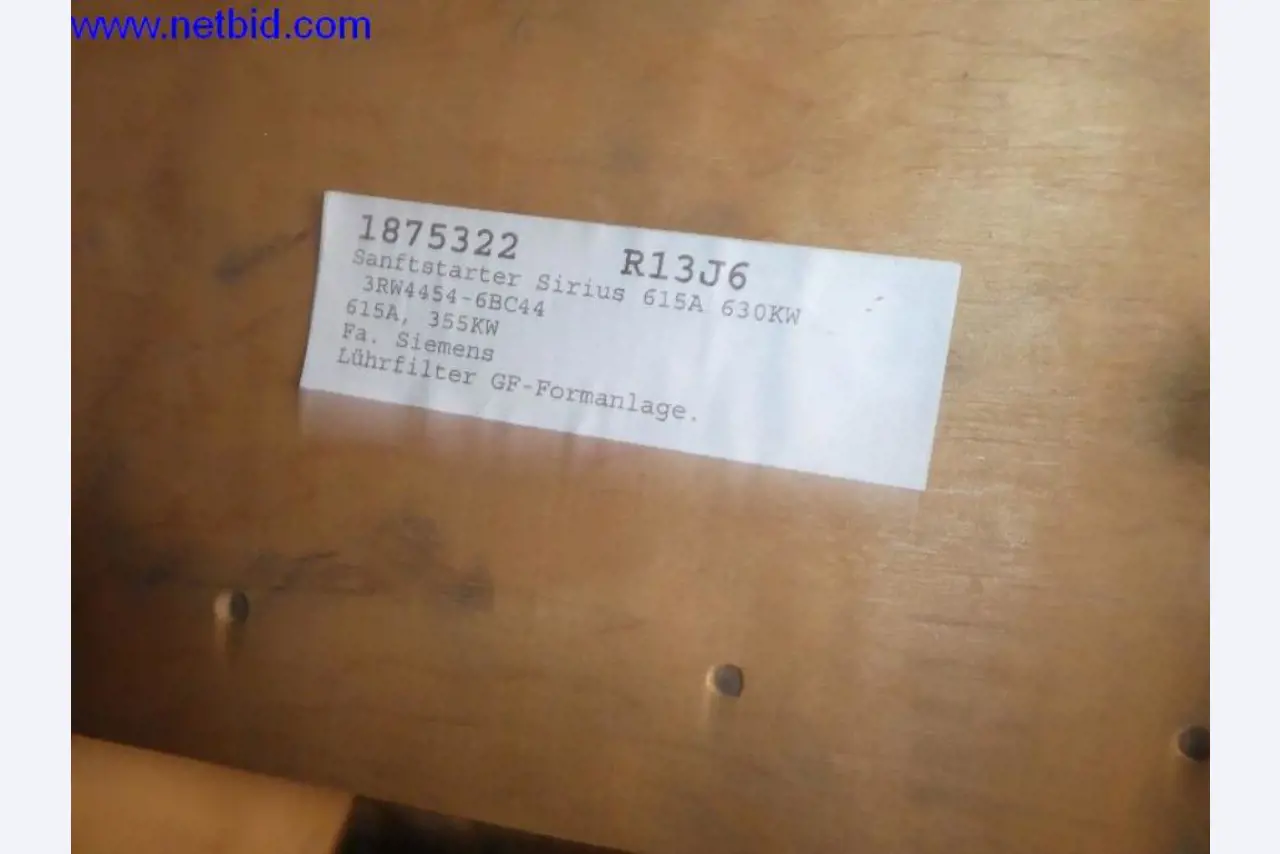 www.netbid.com
1875322 R13J6
Sanftstarter Sirius 615A 630KW
3RW4454-6BC44
615A, 355KW
Fa. Siemens
Lührfilter GF-Formanlage.